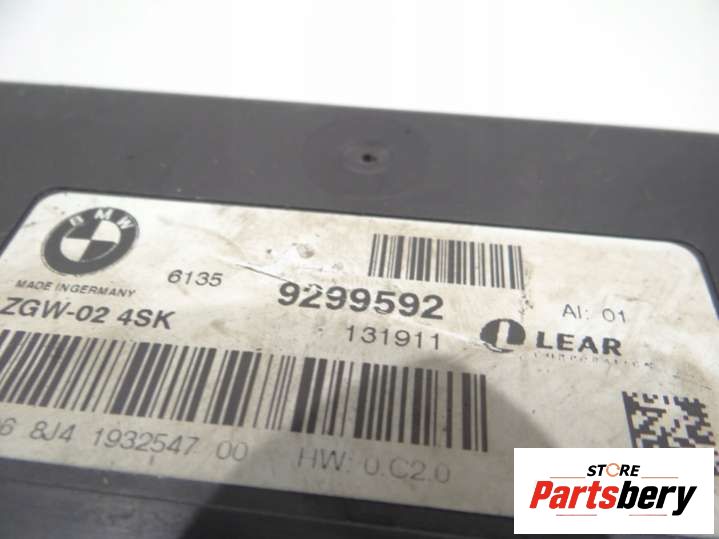 BMW
MADE IN GERMANY
6135 9299592 AI: 01
ZGW-02 4SK 131911 LEAR
CORPORATION
6 8J4 1932547 00 HW: 0.C2.0
STORE
Partsbery